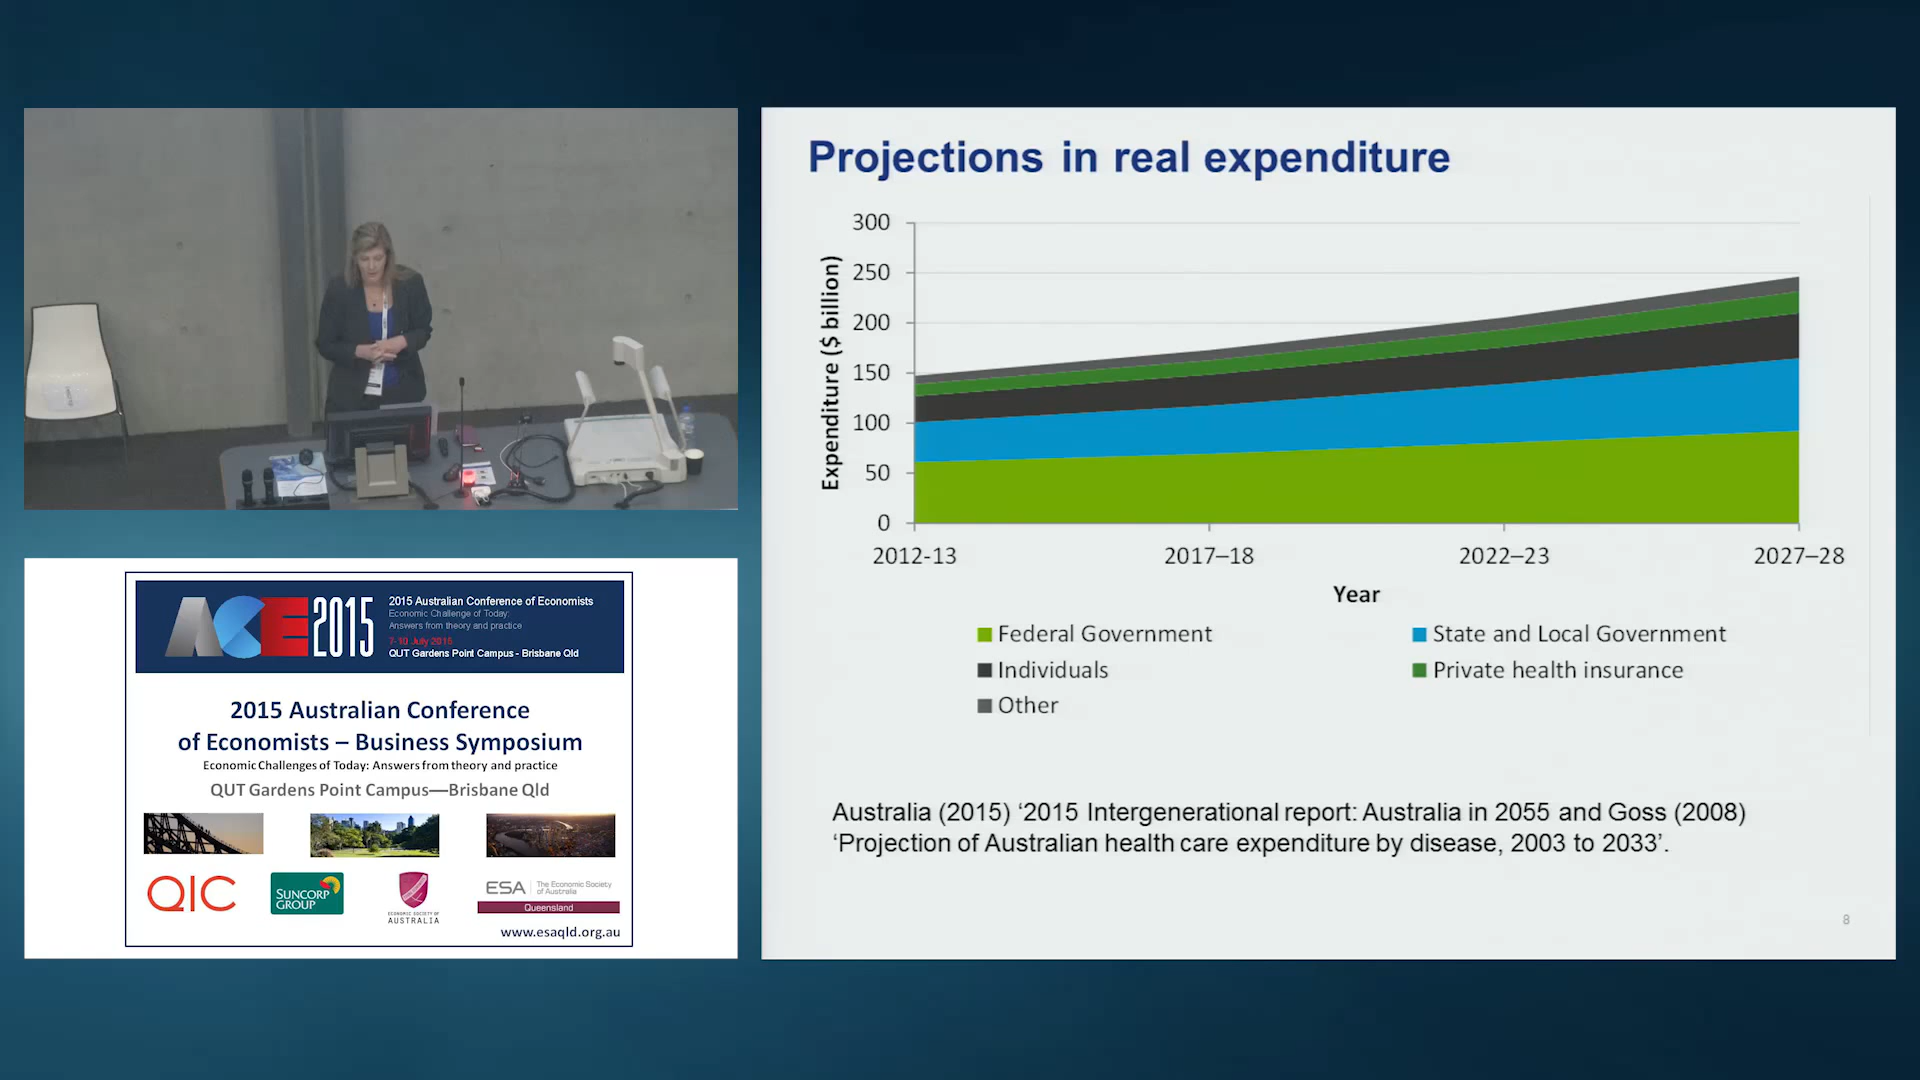 Projections in real expenditure
Expenditure ($ billion)
300
250
200
150
100
50
0
2012-13
2017–18
2022–23
2027–28
Year
Federal Government
State and Local Government
Individuals
Private health insurance
Other
Australia (2015) ‘2015 Intergenerational report: Australia in 2055 and Goss (2008)
‘Projection of Australian health care expenditure by disease, 2003 to 2033’.
8
ACE 2015
2015 Australian Conference of Economists
Economic Challenge of Today:
Answers from theory and practice
7-10 July 2015
QUT Gardens Point Campus - Brisbane Qld
2015 Australian Conference
of Economists – Business Symposium
Economic Challenges of Today: Answers from theory and practice
QUT Gardens Point Campus—Brisbane Qld
QIC
SUNCORP
GROUP
ECONOMIC SOCIETY OF
AUSTRALIA
ESA
The Economic Society
of Australia
Queensland
www.esaqld.org.au